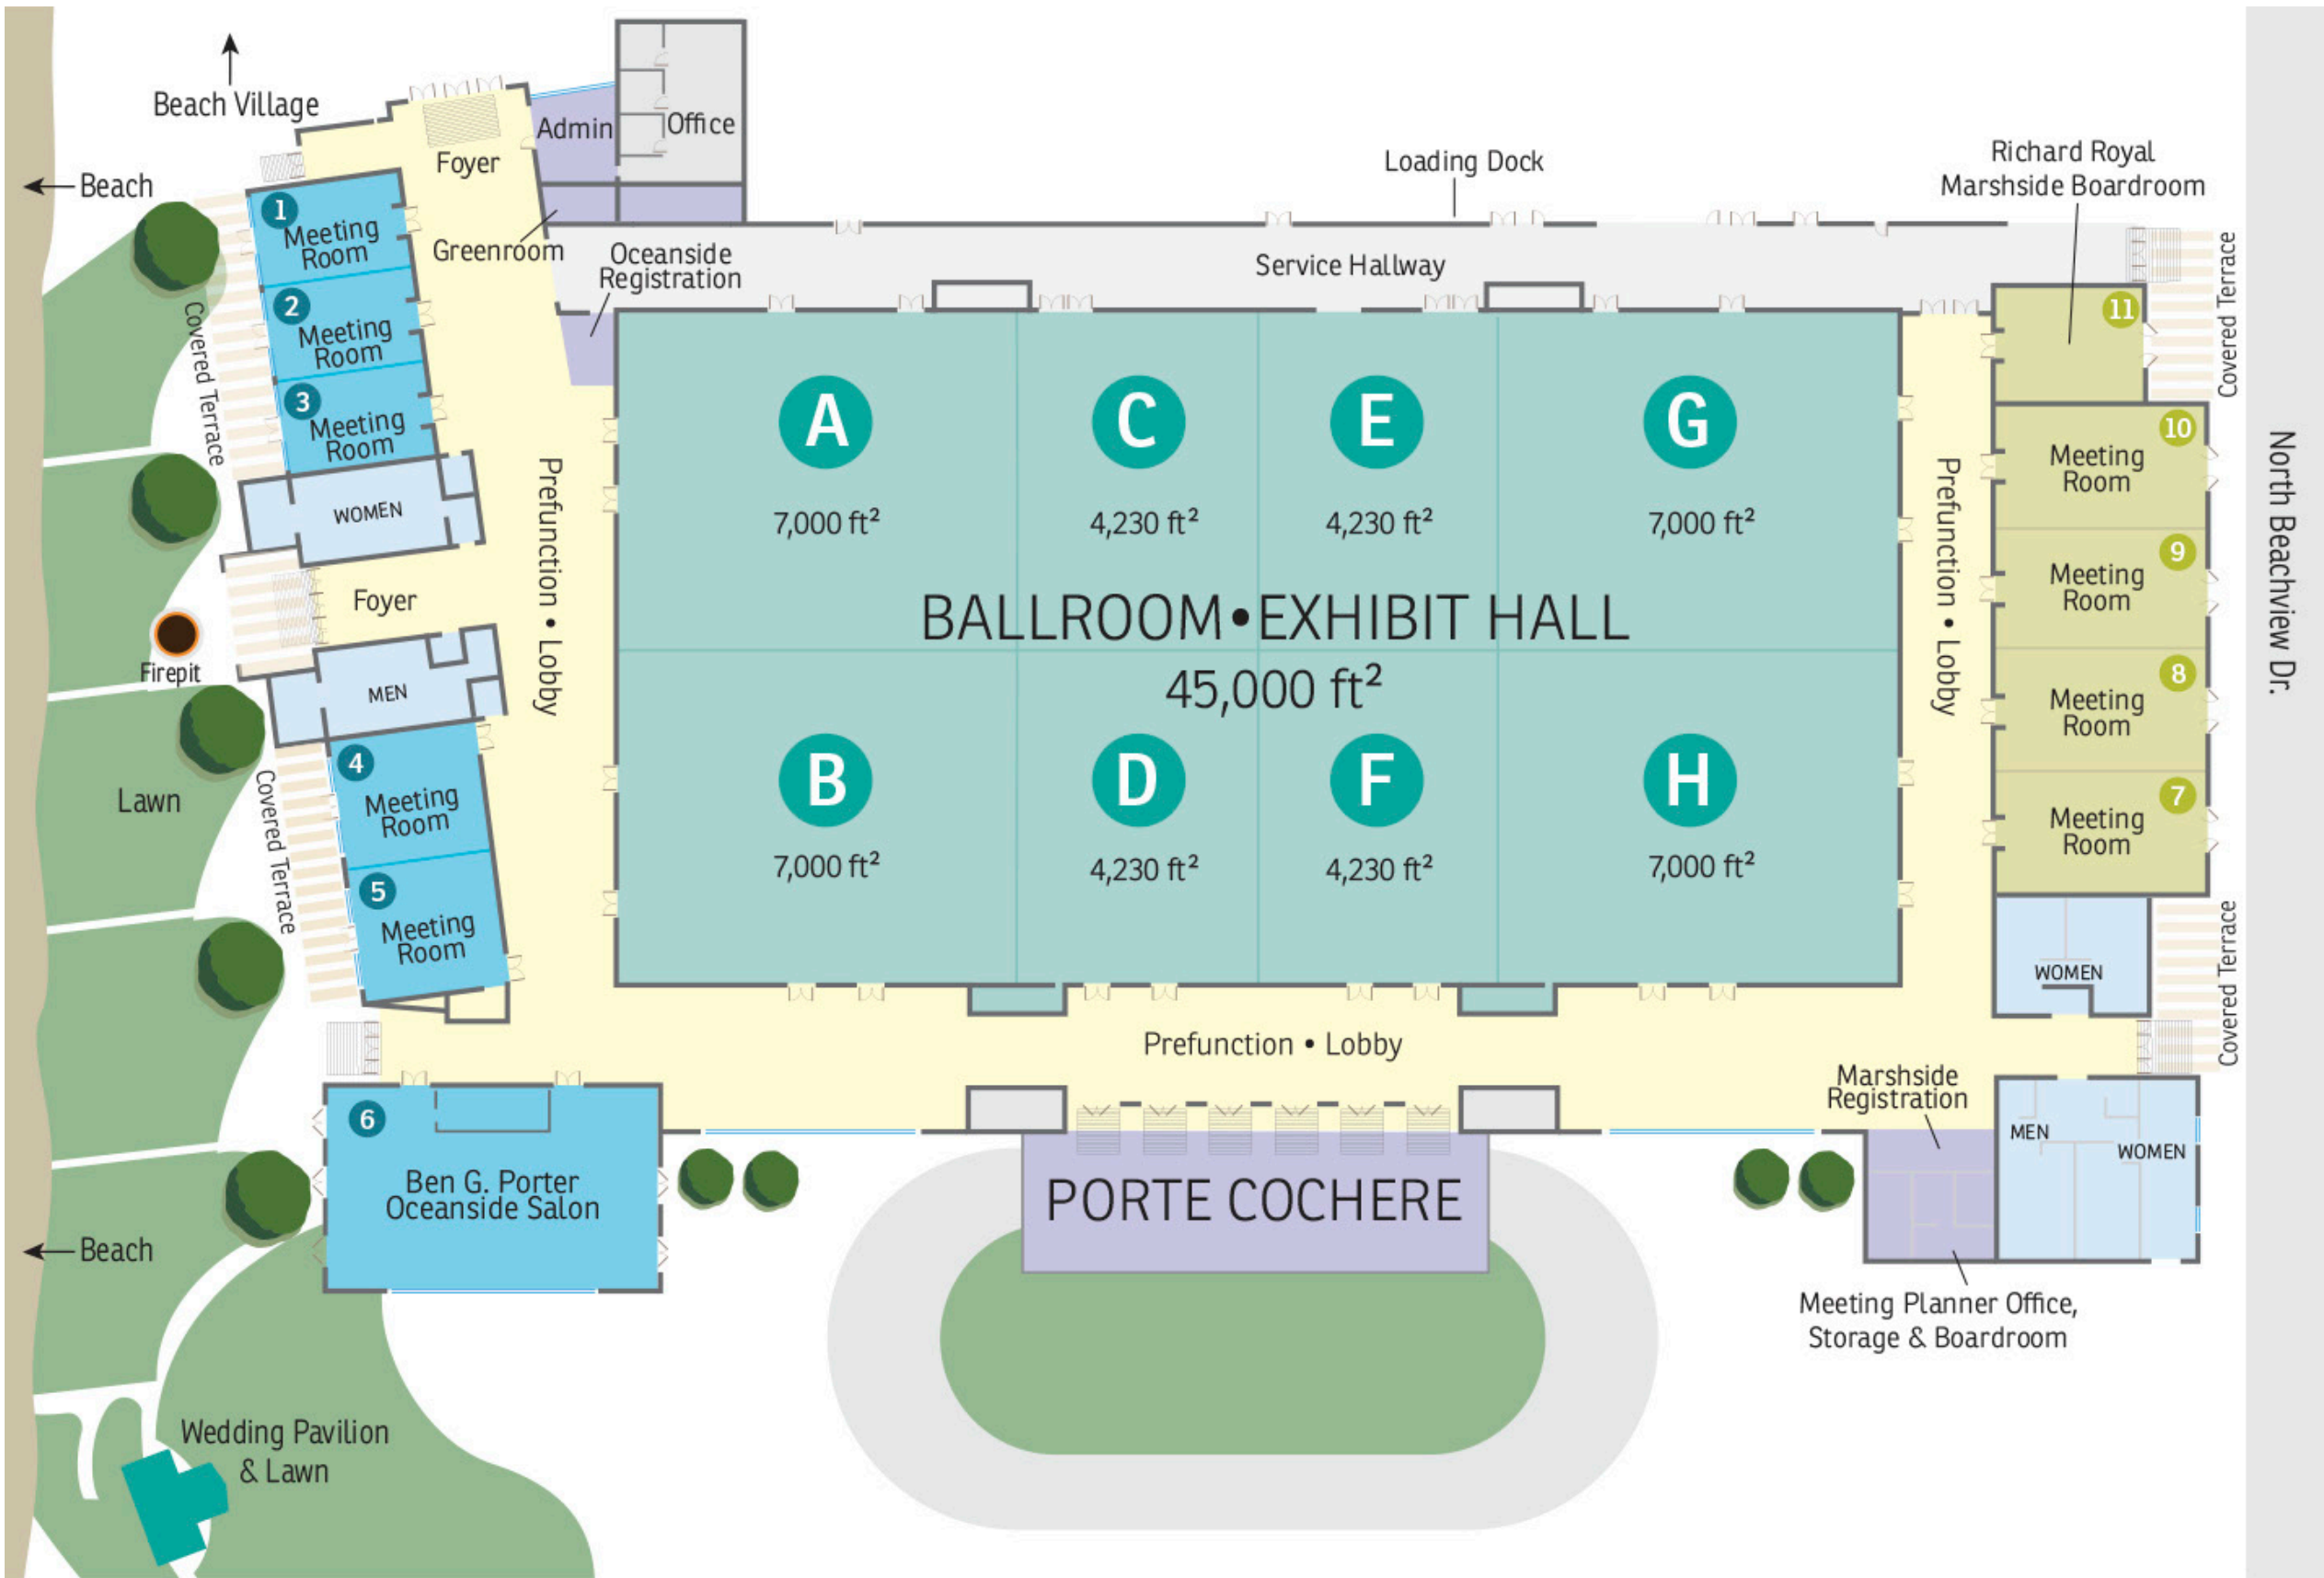 Beach Village
Beach
Foyer
Admin
Office
Greenroom
Oceanside
Registration
Loading Dock
Service Hallway
Richard Royal
Marshside Boardroom
Covered Terrace
1
Meeting
Room
2
Meeting
Room
3
Meeting
Room
Covered Terrace
WOMEN
Foyer
Firepit
MEN
4
Meeting
Room
5
Meeting
Room
Covered Terrace
Lawn
Prefunction • Lobby
A
7,000 ft²
C
4,230 ft²
E
4,230 ft²
G
7,000 ft²
BALLROOM•EXHIBIT HALL
45,000 ft²
B
7,000 ft²
D
4,230 ft²
F
4,230 ft²
H
7,000 ft²
Prefunction • Lobby
11
10
Meeting
Room
9
Meeting
Room
8
Meeting
Room
7
Meeting
Room
North Beachview Dr.
WOMEN
Covered Terrace
Prefunction • Lobby
6
Ben G. Porter
Oceanside Salon
PORTE COCHERE
Marshside
Registration
MEN
WOMEN
Meeting Planner Office,
Storage & Boardroom
Beach
Wedding Pavilion
& Lawn